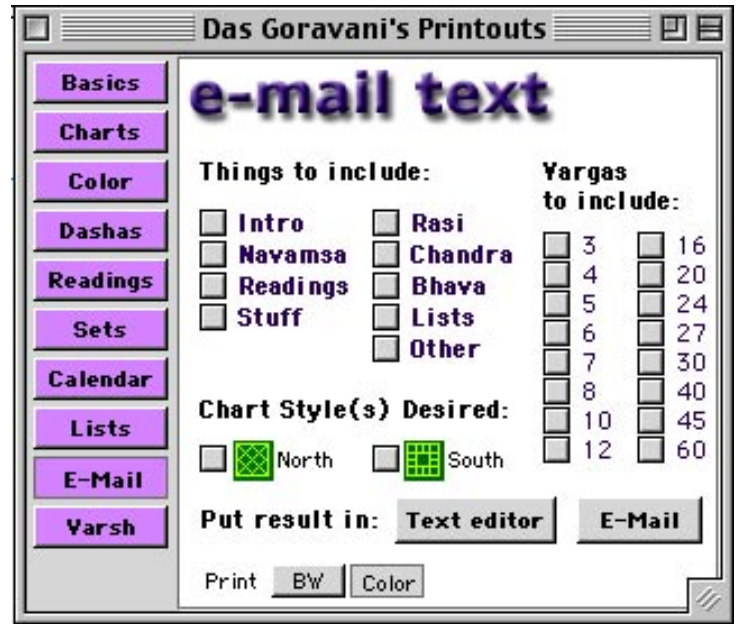 Das Goravani's Printouts
Basics
Charts
Color
Dashas
Readings
Sets
Calendar
Lists
E-Mail
Varsh
e-mail text
Things to include:
Intro
Navamsa
Readings
Stuff
Rasi
Chandra
Bhava
Lists
Other
Vargas
to include:
3
4
5
6
7
8
10
12
16
20
24
27
30
40
45
60
Chart Style(s) Desired:
North
South
Put result in: Text editor E-Mail
Print BW Color